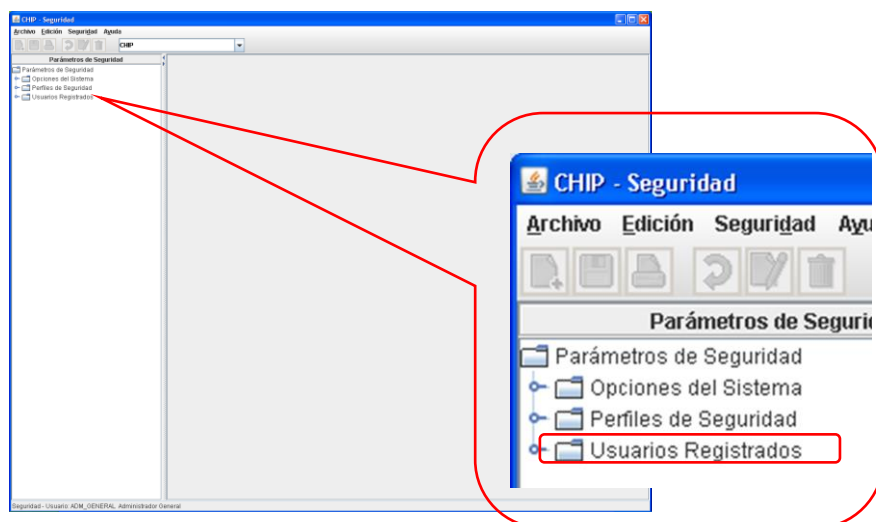 CHIP - Seguridad
Archivo Edición Seguridad Ayuda
CHIP
Parámetros de Seguridad
Parámetros de Seguridad
Opciones del Sistema
Perfiles de Seguridad
Usuarios Registrados
Seguridad - Usuario: ADM_GENERAL. Administrador General
CHIP - Seguridad
Archivo Edición Seguridad Ayu
Parámetros de Seguri
Parámetros de Seguridad
Opciones del Sistema
Perfiles de Seguridad
Usuarios Registrados